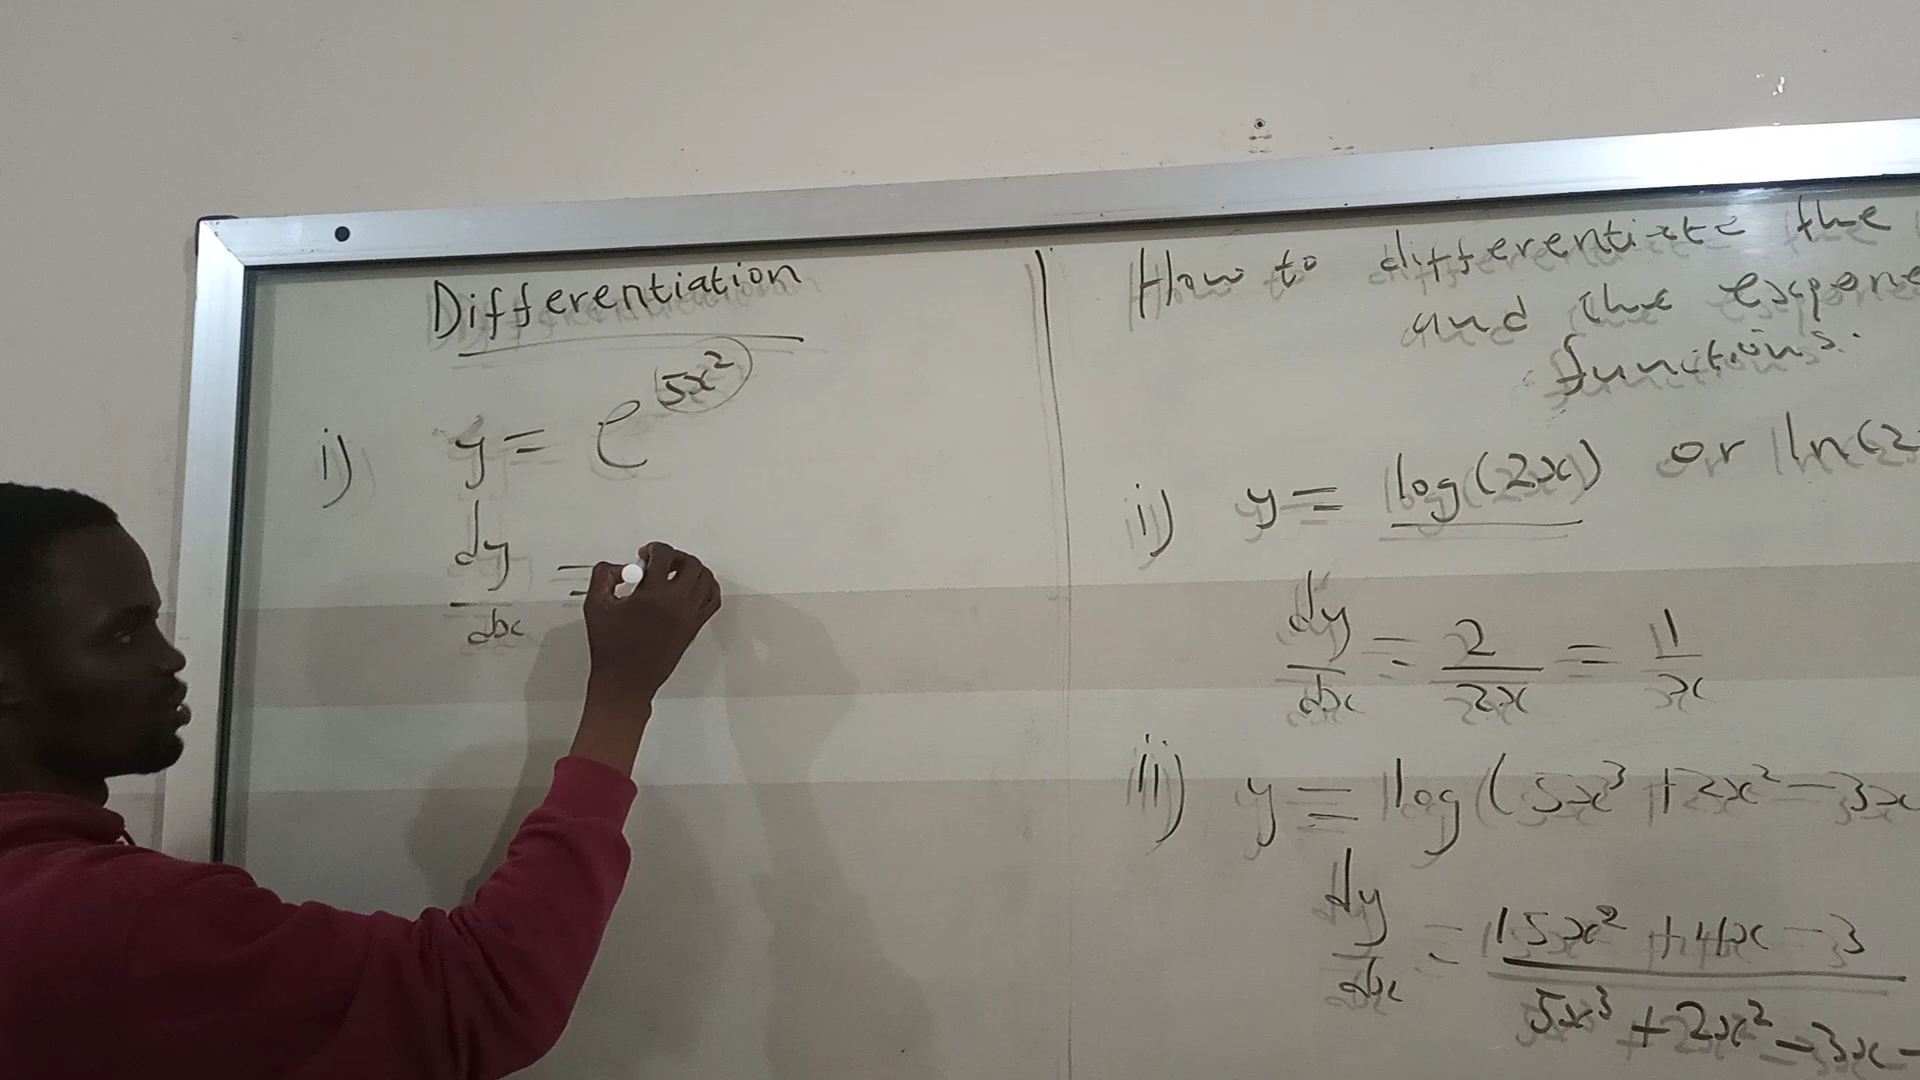 Differentiation
i) y = e^5x²
dy/dx =
How to differentiate the
and the expone
functions.
i) y = log(2x) or ln(2
dy/dx = 2/2x = 1/x
ii) y = log(5x³ + 2x² - 3x
dy/dx = 15x² + 4x - 3 / 5x³ + 2x² - 3x -